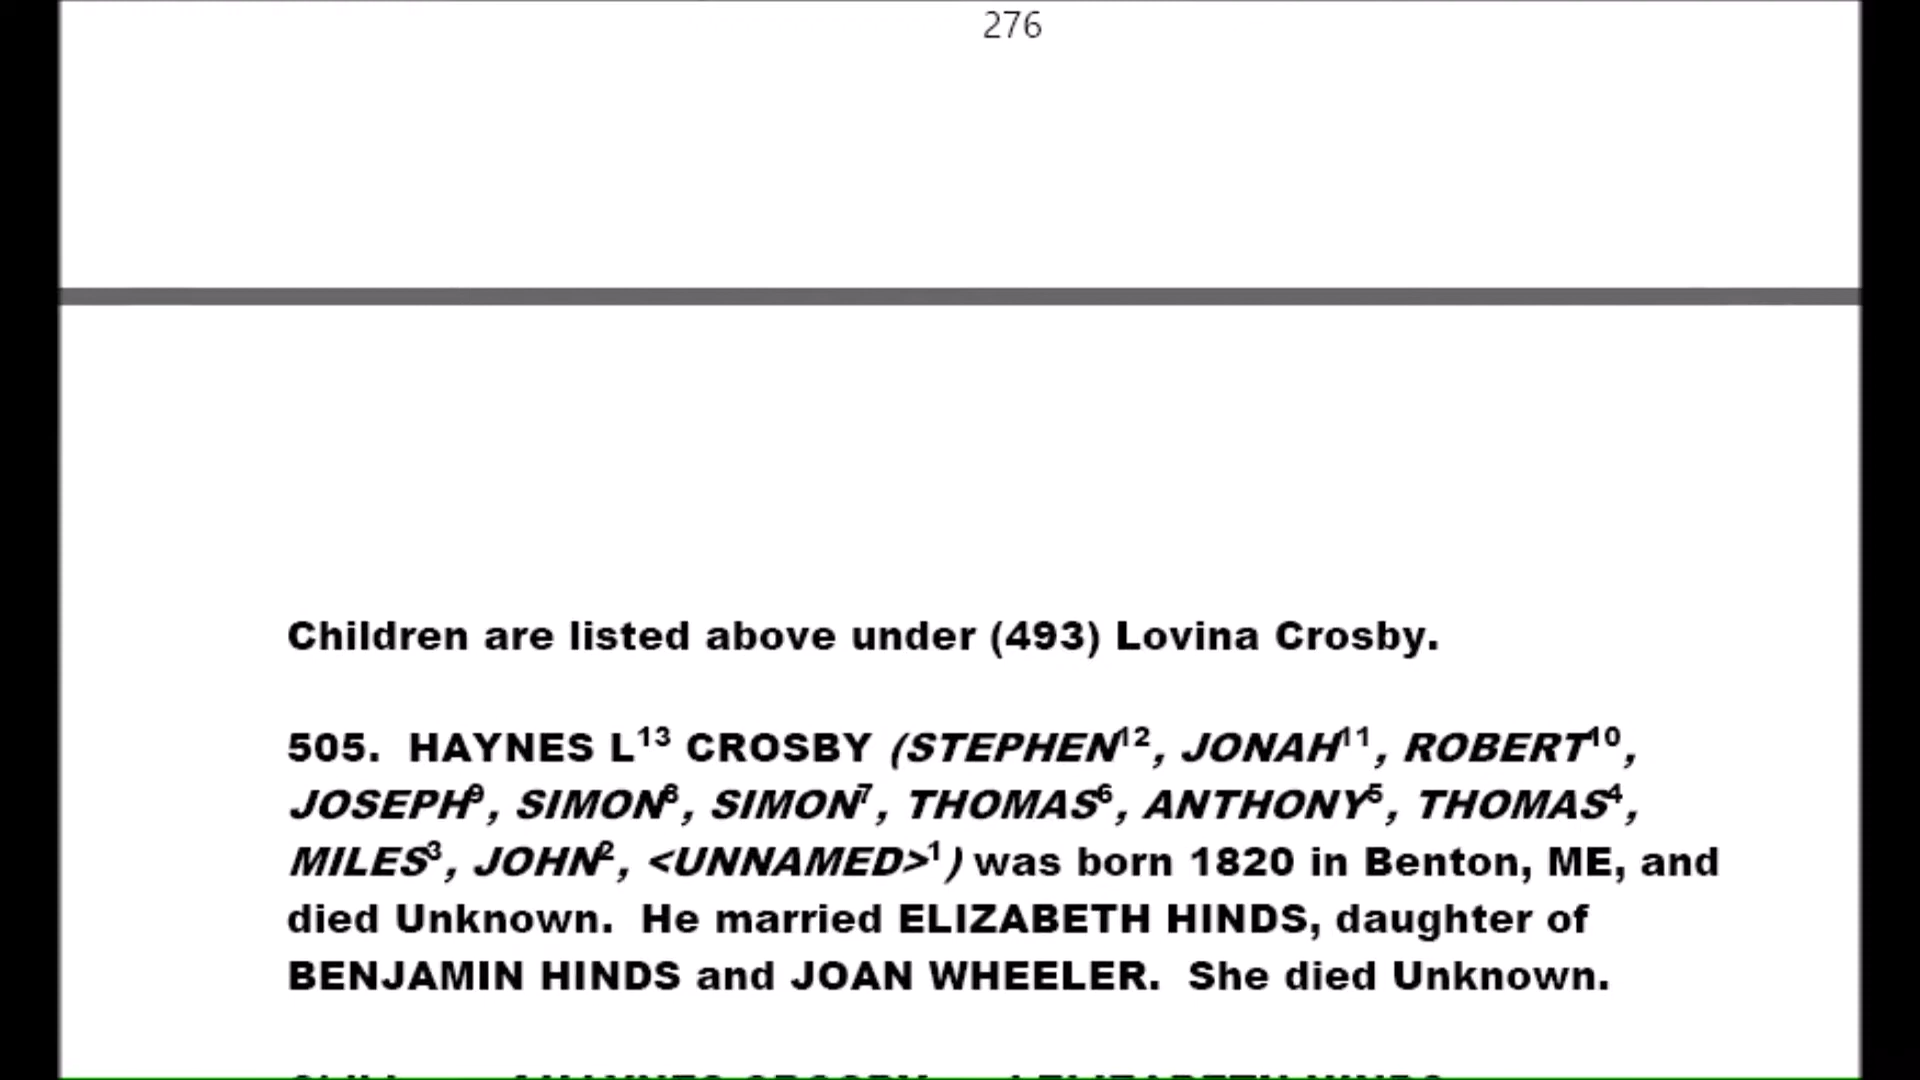 276
Children are listed above under (493) Lovina Crosby.
505. HAYNES L¹³ CROSBY (STEPHEN¹², JONAH¹¹, ROBERT¹⁰,
JOSEPH⁹, SIMON⁸, SIMON⁷, THOMAS⁶, ANTHONY⁵, THOMAS⁴,
MILES³, JOHN², <UNNAMED>¹) was born 1820 in Benton, ME, and
died Unknown. He married ELIZABETH HINDS, daughter of
BENJAMIN HINDS and JOAN WHEELER. She died Unknown.